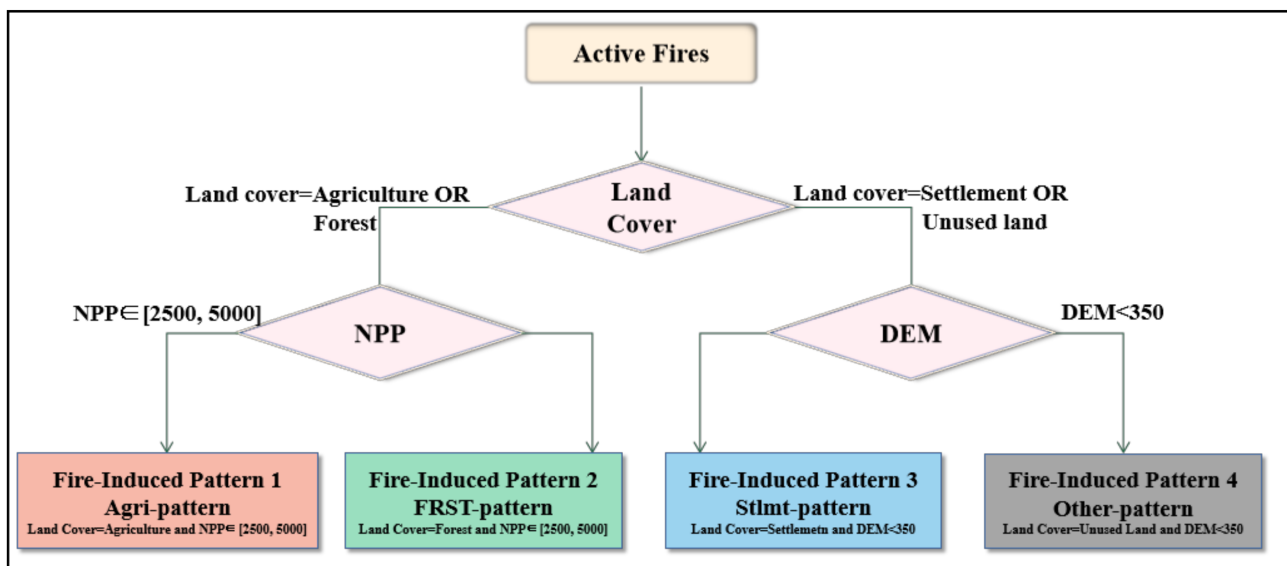 Active Fires
Land cover=Agriculture OR
Forest
Land
Cover
Land cover=Settlement OR
Unused land
NPP∈[2500, 5000]
NPP
DEM
DEM<350
Fire-Induced Pattern 1
Agri-pattern
Land Cover=Agriculture and NPP∈ [2500, 5000]
Fire-Induced Pattern 2
FRST-pattern
Land Cover=Forest and NPP∈ [2500, 5000]
Fire-Induced Pattern 3
Stlmt-pattern
Land Cover=Settlemetn and DEM<350
Fire-Induced Pattern 4
Other-pattern
Land Cover=Unused Land and DEM<350